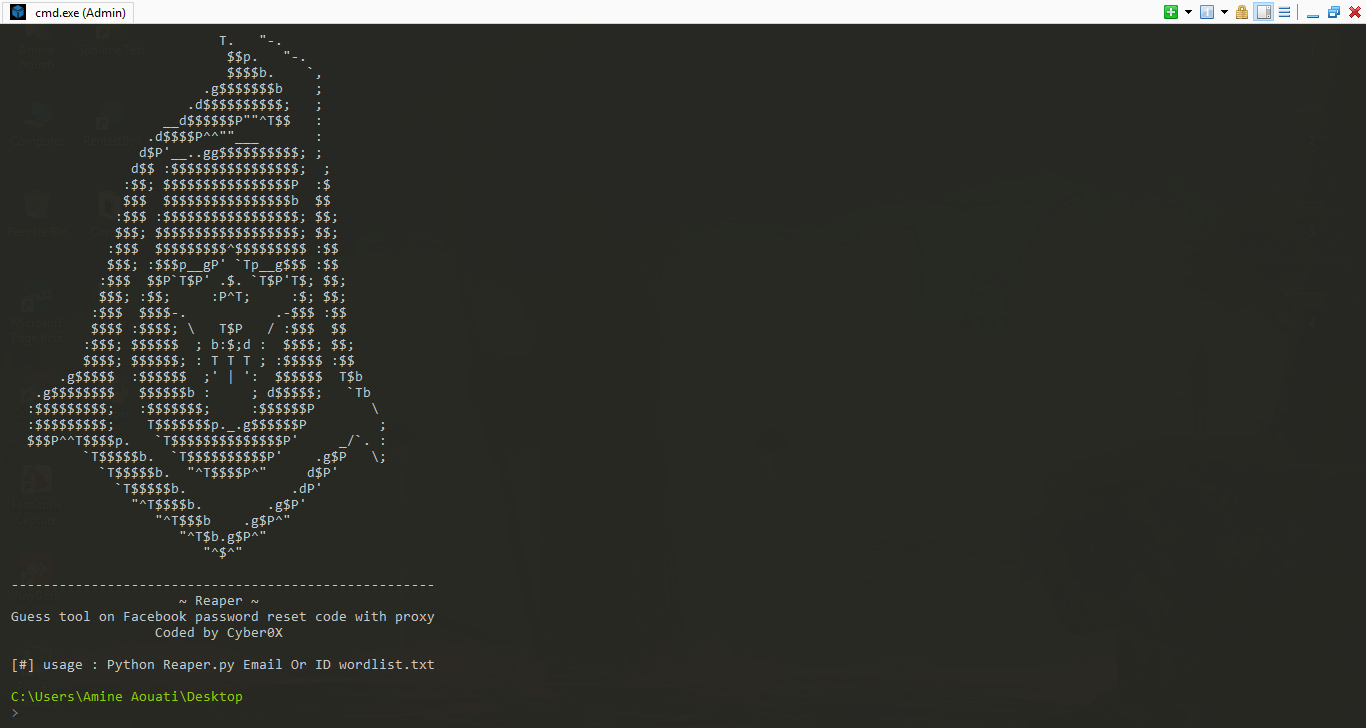 cmd.exe (Admin)
T.   "-.
$$p.   "-.
$$$$b.    `,
.g$$$$$$$b    ;
.d$$$$$$$$$$;   ;
__d$$$$$$P""^T$$   :
.d$$$$P^^""___       :
d$P'__..gg$$$$$$$$$$; ;
d$$ :$$$$$$$$$$$$$$$$;  ;
:$$; $$$$$$$$$$$$$$$$P  :$
$$$  $$$$$$$$$$$$$$$$b  $$
:$$$ :$$$$$$$$$$$$$$$$$; $$;
$$$; $$$$$$$$$$$$$$$$$$; $$;
:$$$  $$$$$$$$$^$$$$$$$$$ :$$
$$$; :$$$p__gP' `Tp__g$$$ :$$
:$$$  $$P`T$P' .$. `T$P'T$; $$;
$$$; :$$;     :P^T;     :$; $$;
:$$$  $$$$-.           .-$$$ :$$
$$$$ :$$$$; \   T$P   / :$$$  $$
:$$$; $$$$$$  ; b:$;d :  $$$$; $$;
$$$$; $$$$$$; : T T T ; :$$$$$ :$$
.g$$$$$  :$$$$$$  ;' | ':  $$$$$$  T$b
.g$$$$$$$$   $$$$$$b :     ; d$$$$$;   `Tb
:$$$$$$$$$;   :$$$$$$$;     :$$$$$$P       \
:$$$$$$$$$;    T$$$$$$$p._.g$$$$$$P         ;
$$$P^^T$$$$p.   `T$$$$$$$$$$$$$$P'     _/`. :
`T$$$$$b.  `T$$$$$$$$$$P'    .g$P   \;
`T$$$$$b.  "^T$$$$P^"     d$P'
`T$$$$$b.             .dP'
"^T$$$$b.        .g$P'
"^T$$$b    .g$P^"
"^T$b.g$P^"
"^$^"
-----------------------------------------------------
~ Reaper ~
Guess tool on Facebook password reset code with proxy
Coded by Cyber0X
[#] usage : Python Reaper.py Email Or ID wordlist.txt
C:\Users\Amine Aouati\Desktop
>